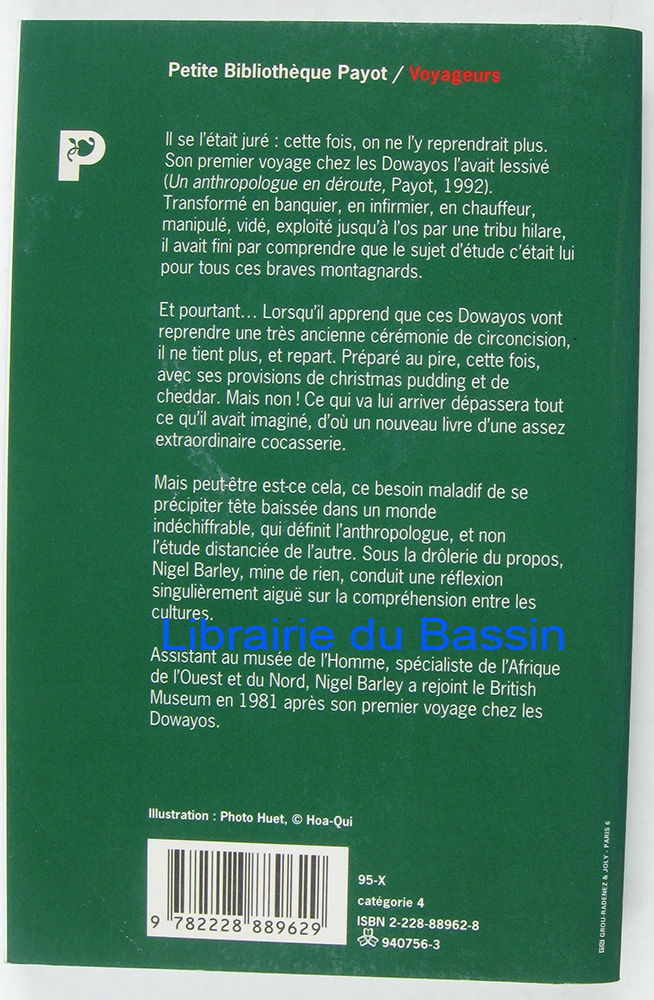 Petite Bibliothèque Payot / Voyageurs
P
Il se l'était juré : cette fois, on ne l'y reprendrait plus.
Son premier voyage chez les Dowayos l'avait lessivé
(Un anthropologue en déroute, Payot, 1992).
Transformé en banquier, en infirmier, en chauffeur,
manipulé, vidé, exploité jusqu'à l'os par une tribu hilare,
il avait fini par comprendre que le sujet d'étude c'était lui
pour tous ces braves montagnards.
Et pourtant... Lorsqu'il apprend que ces Dowayos vont
reprendre une très ancienne cérémonie de circoncision,
il ne tient plus, et repart. Préparé au pire, cette fois,
avec ses provisions de christmas pudding et de
cheddar. Mais non ! Ce qui va lui arriver dépassera tout
ce qu'il avait imaginé, d'où un nouveau livre d'une assez
extraordinaire cocasserie.
Mais peut-être est-ce cela, ce besoin maladif de se
précipiter tête baissée dans un monde
indéchiffrable, qui définit l'anthropologue, et non
l'étude distanciée de l'autre. Sous la drôlerie du propos,
Nigel Barley, mine de rien, conduit une réflexion
singulièrement aiguë sur la compréhension entre les
cultures.
Librairie du Bassin
Assistant au musée de l'Homme, spécialiste de l'Afrique
de l'Ouest et du Nord, Nigel Barley a rejoint le British
Museum en 1981 après son premier voyage chez les
Dowayos.
Illustration : Photo Huet, © Hoa-Qui
95-X
catégorie 4
ISBN 2-228-88962-8
940756-3
9 782228 889629
GROU-RADENEZ & JOLY - PARIS 6